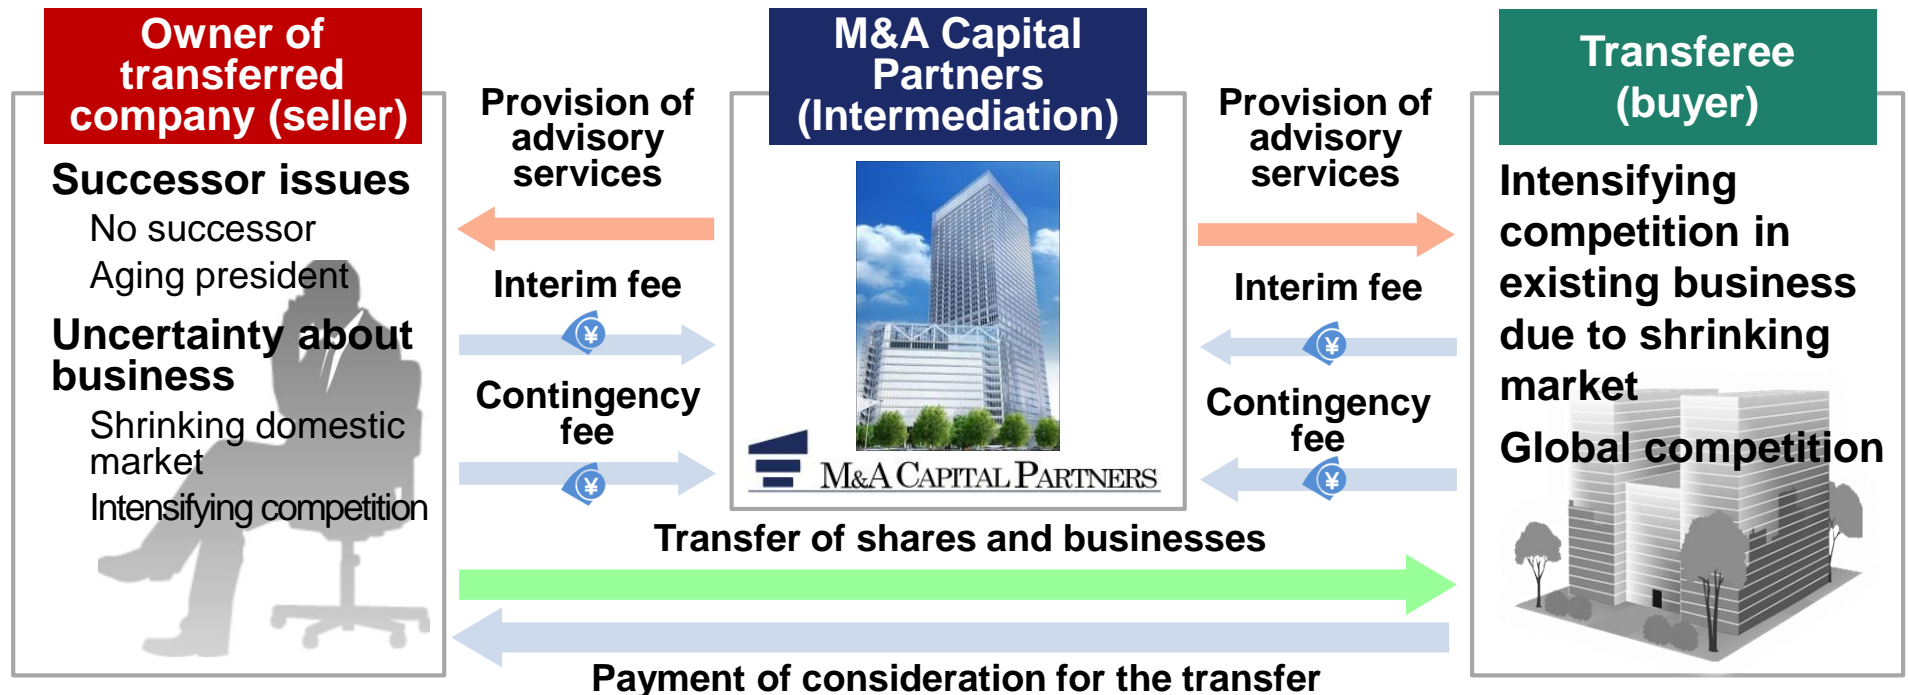 Owner of
transferred
company (seller)
Successor issues
No successor
Aging president
Uncertainty about
business
Shrinking domestic
market
Intensifying competition
Provision of
advisory
services
Interim fee
¥
Contingency
fee
¥
M&A Capital
Partners
(Intermediation)
M&A CAPITAL PARTNERS
Provision of
advisory
services
Interim fee
¥
Contingency
fee
¥
Transferee
(buyer)
Intensifying
competition in
existing business
due to shrinking
market
Global competition
Transfer of shares and businesses
Payment of consideration for the transfer